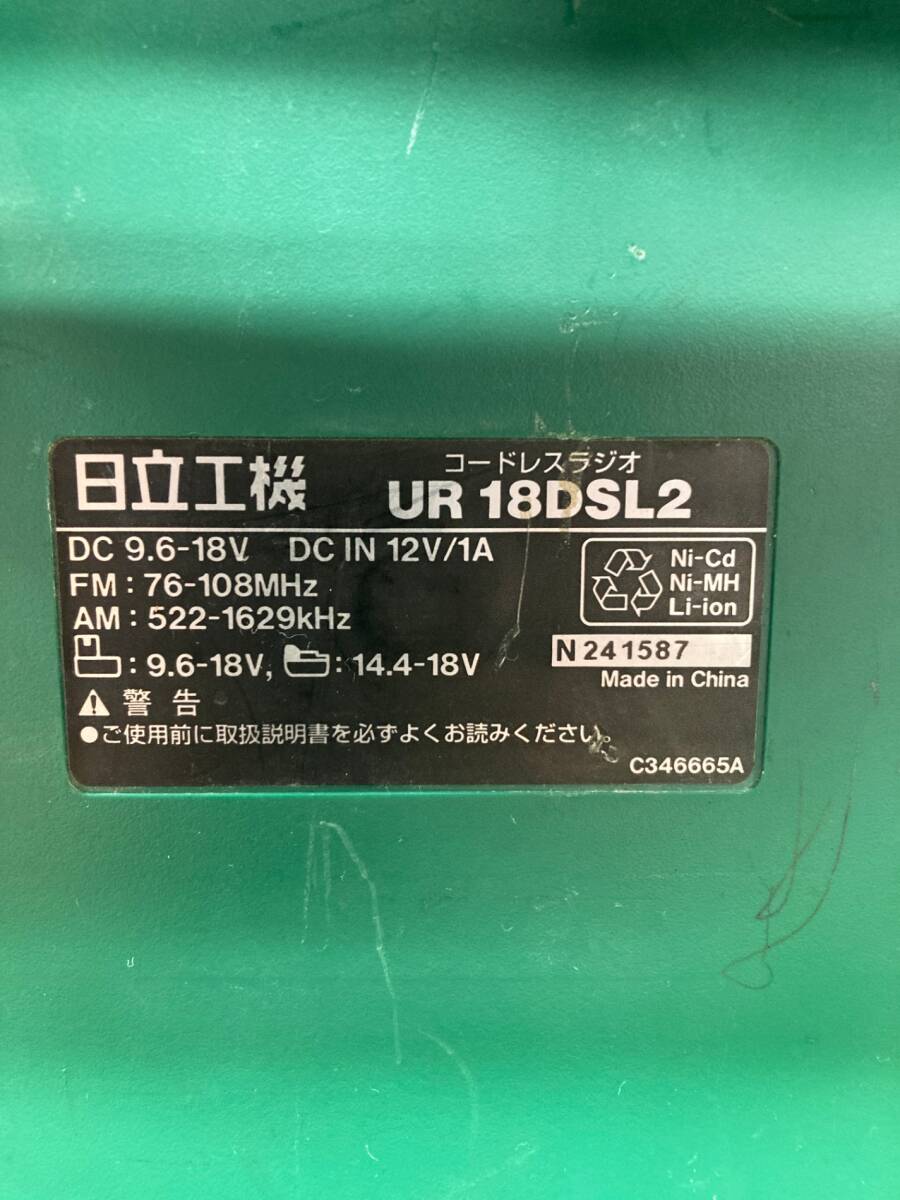 日立工機
コードレスラジオ
UR 18DSL2
DC 9.6-18V DC IN 12V/1A
FM : 76-108MHz
AM : 522-1629kHz
: 9.6-18V, : 14.4-18V
Ni-Cd
Ni-MH
Li-ion
N 241587
Made in China
警告
●ご使用前に取扱説明書を必ずよくお読みください。
C346665A